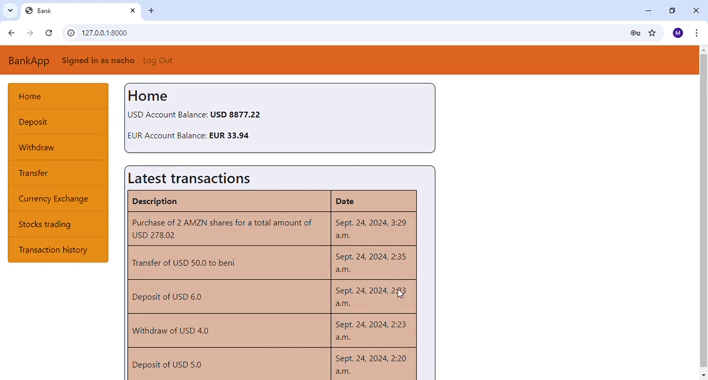 Bank
127.0.0.1:8000
M
BankApp Signed in as nacho Log Out
Home
Deposit
Withdraw
Transfer
Currency Exchange
Stocks trading
Transaction history
Home
USD Account Balance: USD 8877.22
EUR Account Balance: EUR 33.94
Latest transactions
Description Date
Purchase of 2 AMZN shares for a total amount of
USD 278.02
Sept. 24, 2024, 3:29
a.m.
Transfer of USD 50.0 to beni
Sept. 24, 2024, 2:35
a.m.
Deposit of USD 6.0
Sept. 24, 2024,
a.m.
Withdraw of USD 4.0
Sept. 24, 2024, 2:23
a.m.
Deposit of USD 5.0
Sept. 24, 2024, 2:20
a.m.